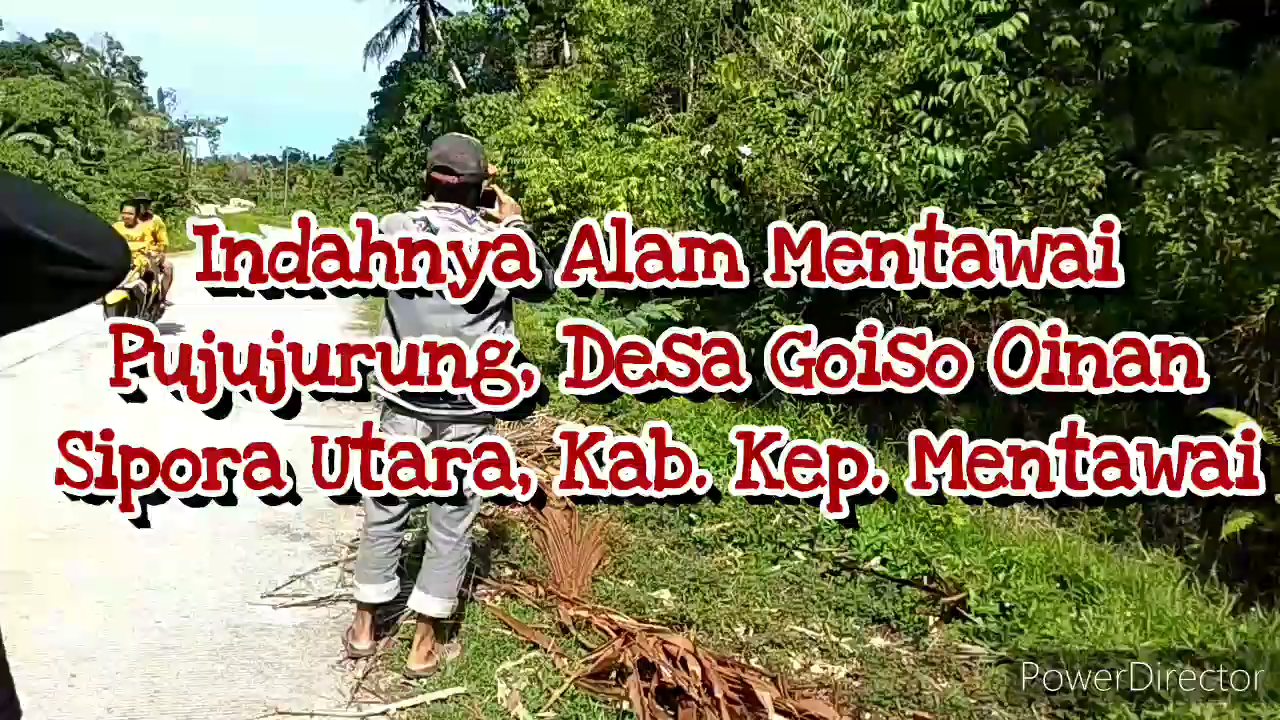 Indahnya Alam Mentawai
Pujujurung, Desa Goiso Oinan
Sipora Utara, Kab. Kep. Mentawai
PowerDirector